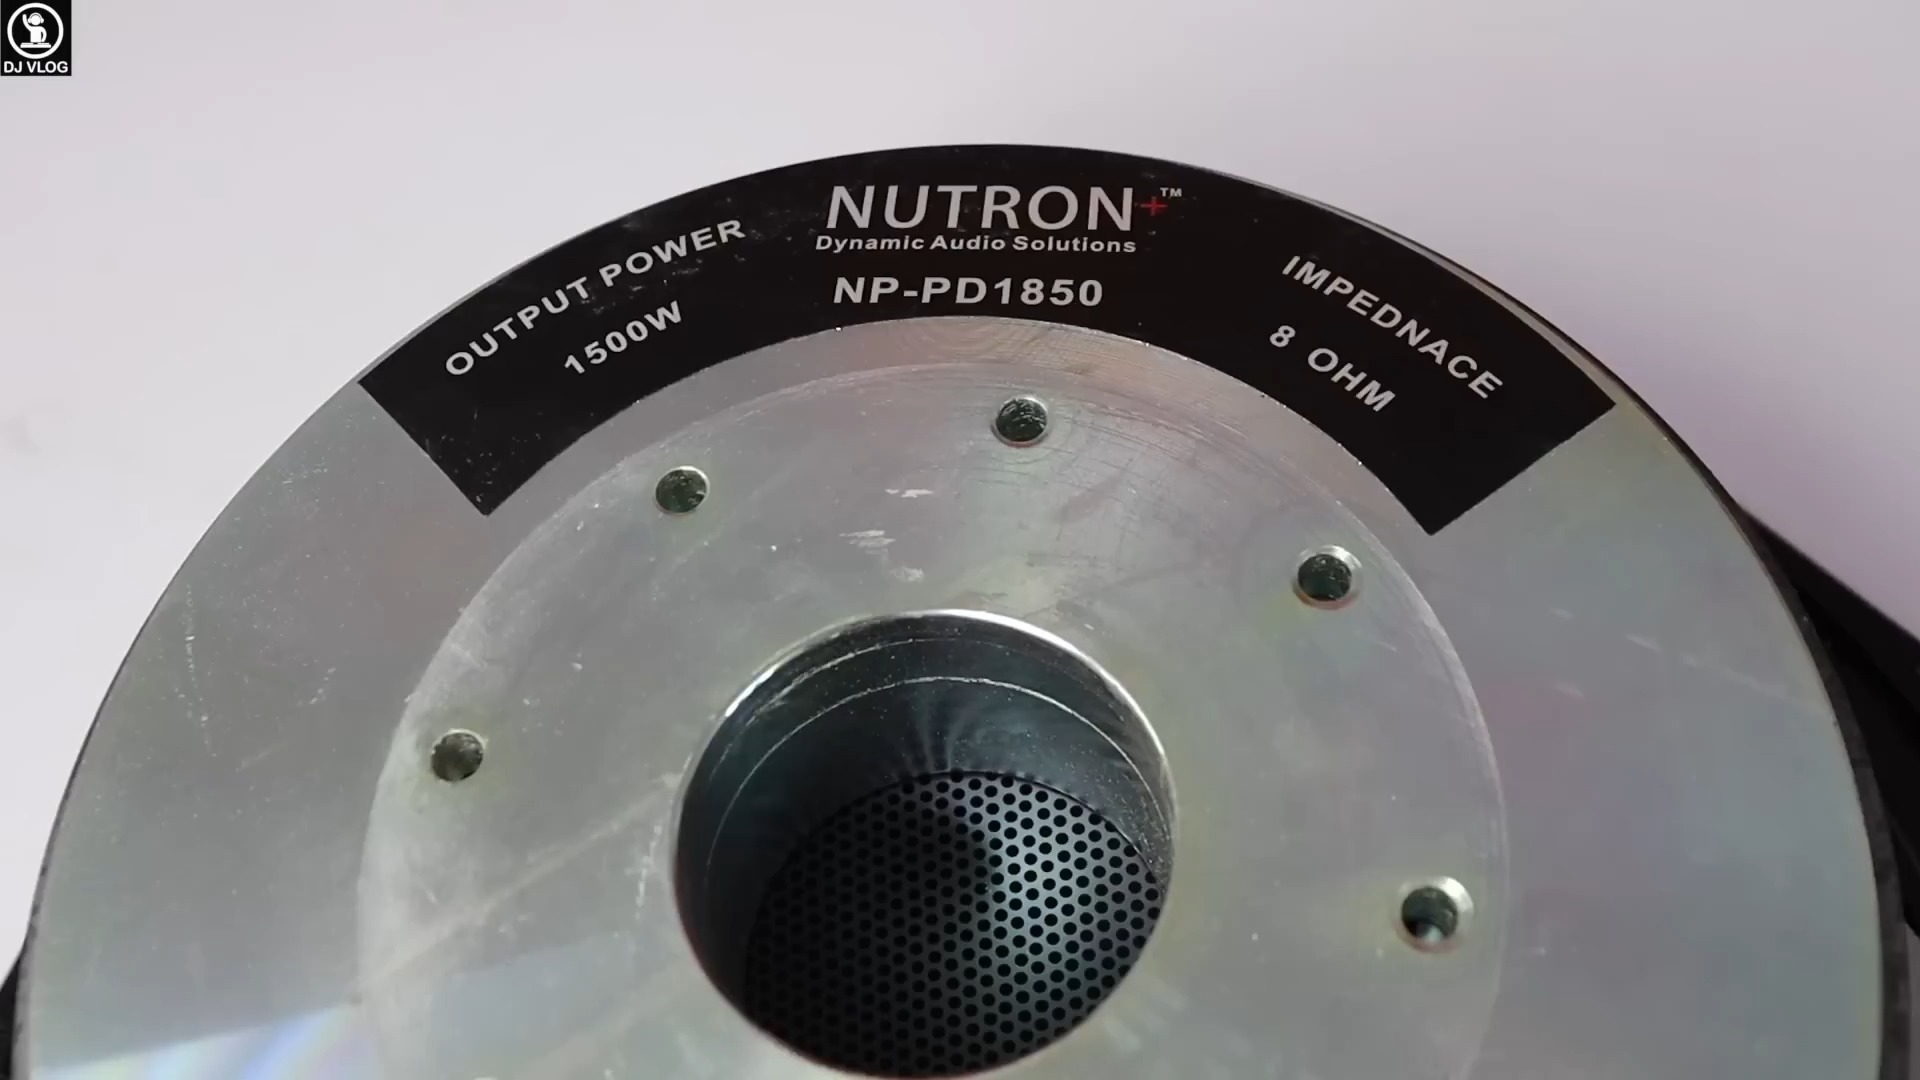 DJ VLOG
NUTRON+™
Dynamic Audio Solutions
NP-PD1850
OUTPUT POWER
1500W
IMPEDNACE
8 OHM